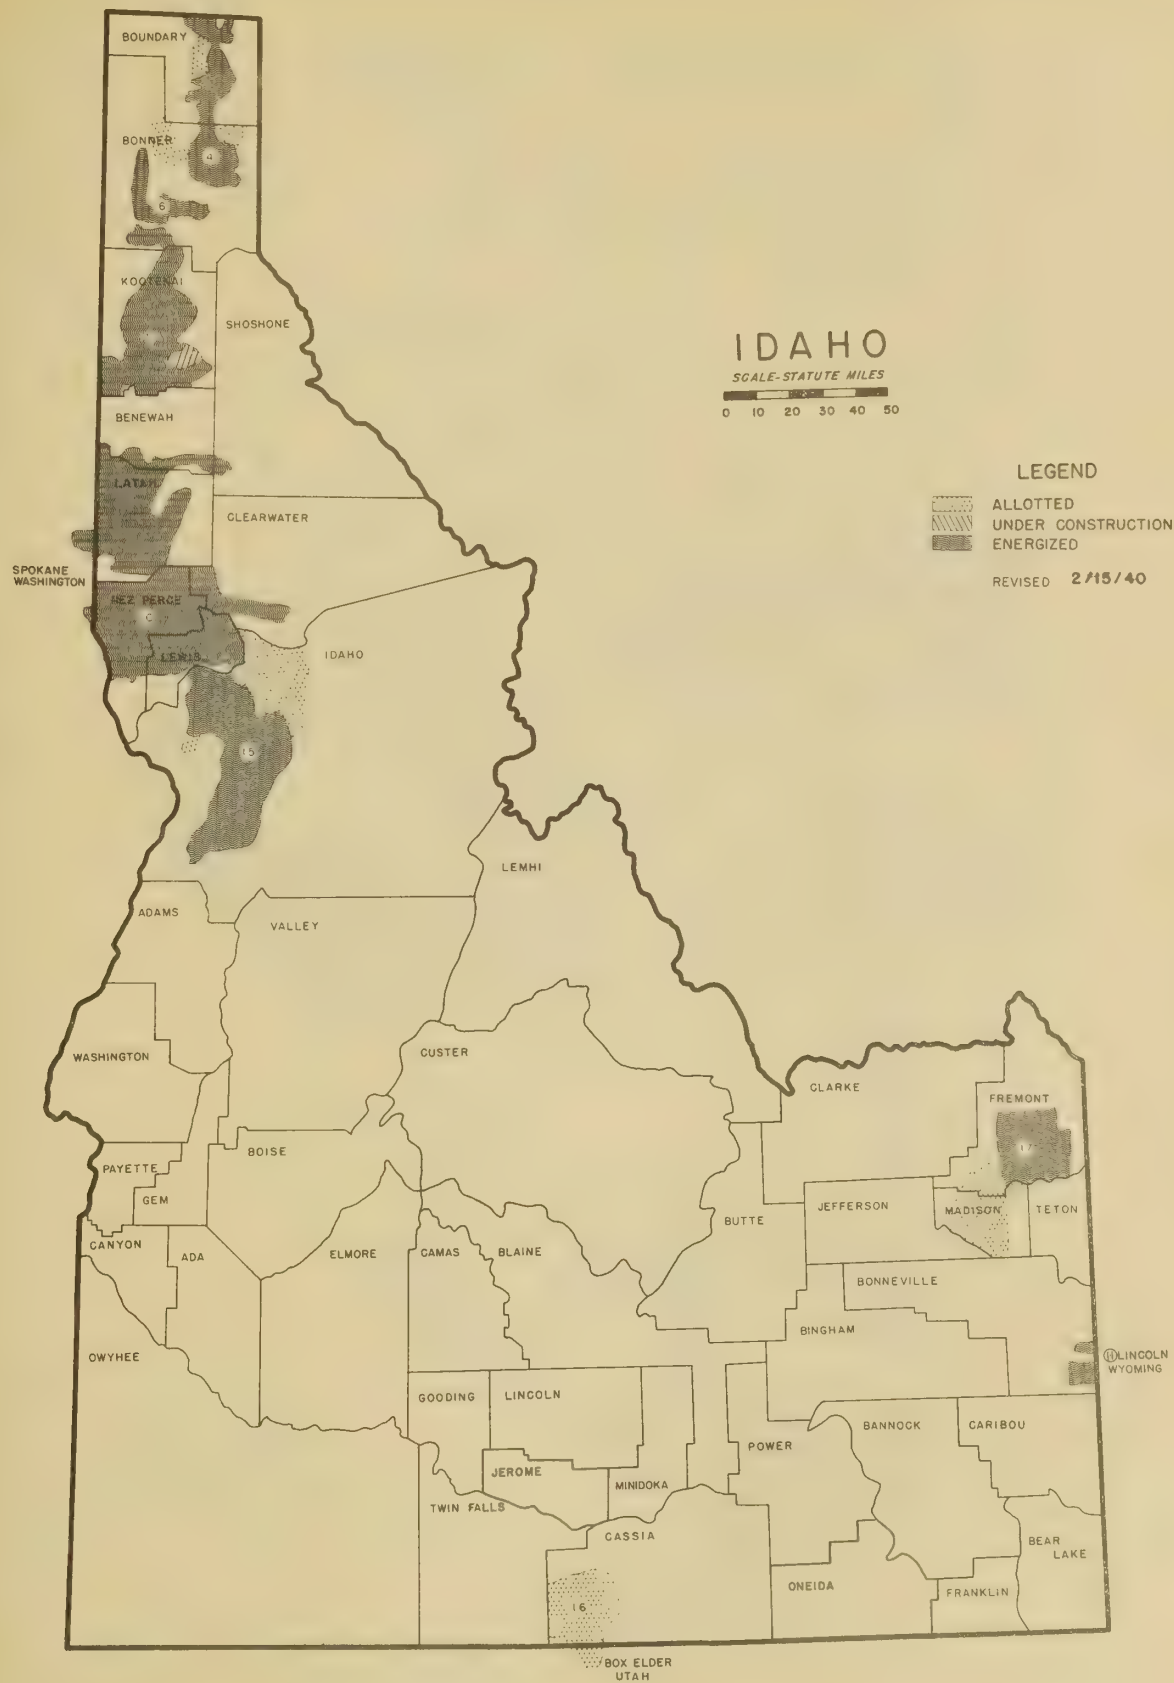 BOUNDARY
BONNER
4
6
KOOTENAI
SHOSHONE
IDAHO
SCALE-STATUTE MILES
0 10 20 30 40 50
BENEWAH
LEGEND
ALLOTTED
UNDER CONSTRUCTION
ENERGIZED
REVISED 2/15/40
LATAH
CLEARWATER
SPOKANE
WASHINGTON
NEZ PERCE
LEWIS
IDAHO
15
LEMHI
ADAMS
VALLEY
WASHINGTON
CUSTER
CLARKE
FREMONT
17
BOISE
PAYETTE
GEM
JEFFERSON
MADISON
TETON
BUTTE
CANYON
ADA
ELMORE
CAMAS
BLAINE
BONNEVILLE
BINGHAM
OWYHEE
LINCOLN
WYOMING
GOODING
LINCOLN
BANNOCK
CARIBOU
POWER
JEROME
MINIDOKA
TWIN FALLS
CASSIA
BEAR
LAKE
ONEIDA
FRANKLIN
16
BOX ELDER
UTAH